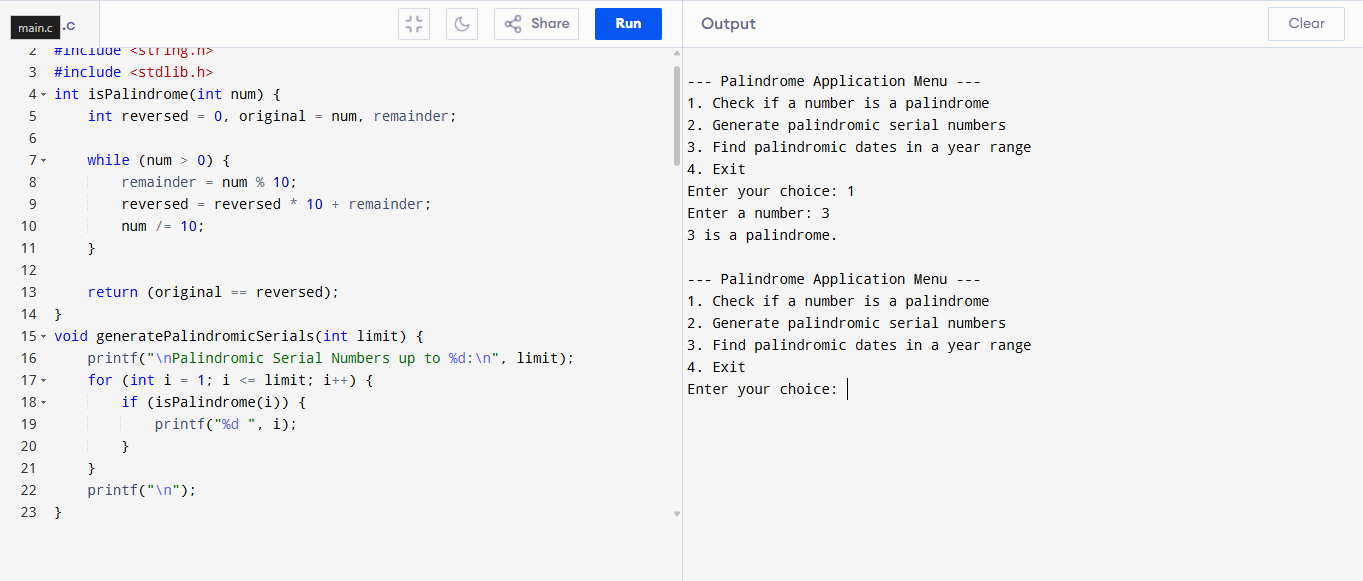 main.c .c Share Run Output Clear
2 #include <string.h>
3 #include <stdlib.h>
4 int isPalindrome(int num) {
5     int reversed = 0, original = num, remainder;
6
7     while (num > 0) {
8         remainder = num % 10;
9         reversed = reversed * 10 + remainder;
10         num /= 10;
11     }
12
13     return (original == reversed);
14 }
15 void generatePalindromicSerials(int limit) {
16     printf("\nPalindromic Serial Numbers up to %d:\n", limit);
17     for (int i = 1; i <= limit; i++) {
18         if (isPalindrome(i)) {
19             printf("%d ", i);
20         }
21     }
22     printf("\n");
23 }
--- Palindrome Application Menu ---
1. Check if a number is a palindrome
2. Generate palindromic serial numbers
3. Find palindromic dates in a year range
4. Exit
Enter your choice: 1
Enter a number: 3
3 is a palindrome.
--- Palindrome Application Menu ---
1. Check if a number is a palindrome
2. Generate palindromic serial numbers
3. Find palindromic dates in a year range
4. Exit
Enter your choice: